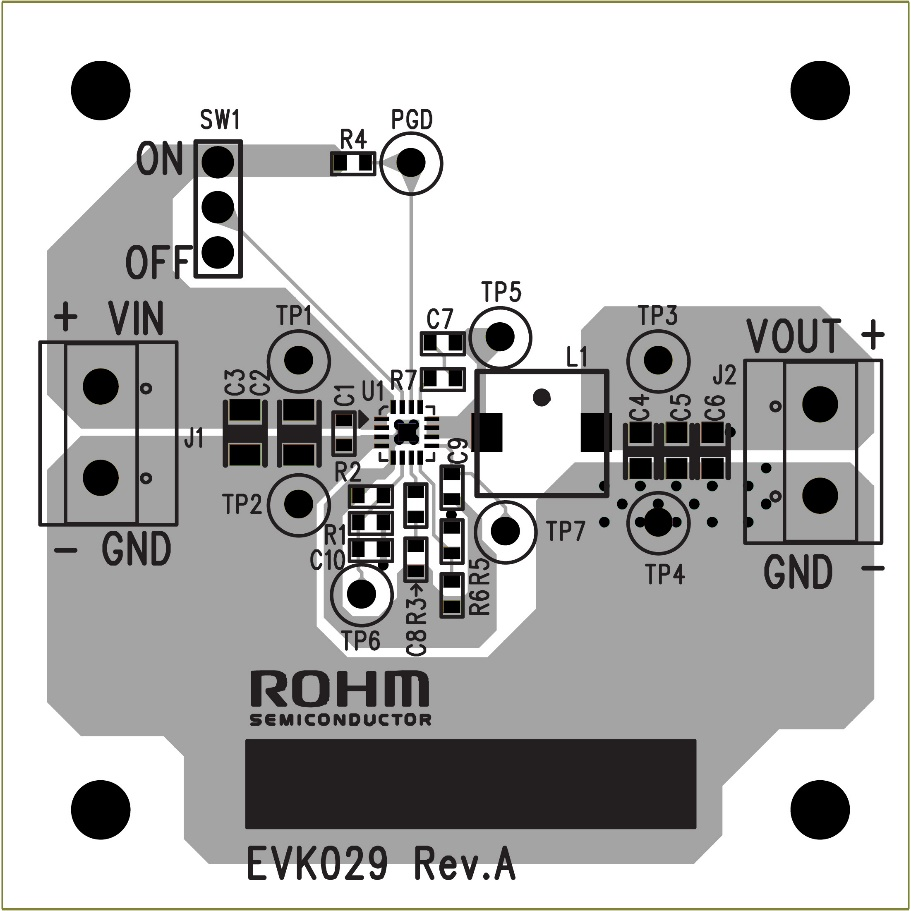 SW1
PGD
R4
ON
OFF
TP5
+ VIN
TP1
C7
TP3
VOUT +
L1
J2
R7
C3
C2
C1
U1
C4
C5
C6
J1
C9
R2
TP2
R1
TP7
C10
- GND
TP4
GND -
R5
R6
R3→
C8
TP6
ROHM
SEMICONDUCTOR
EVK029 Rev.A